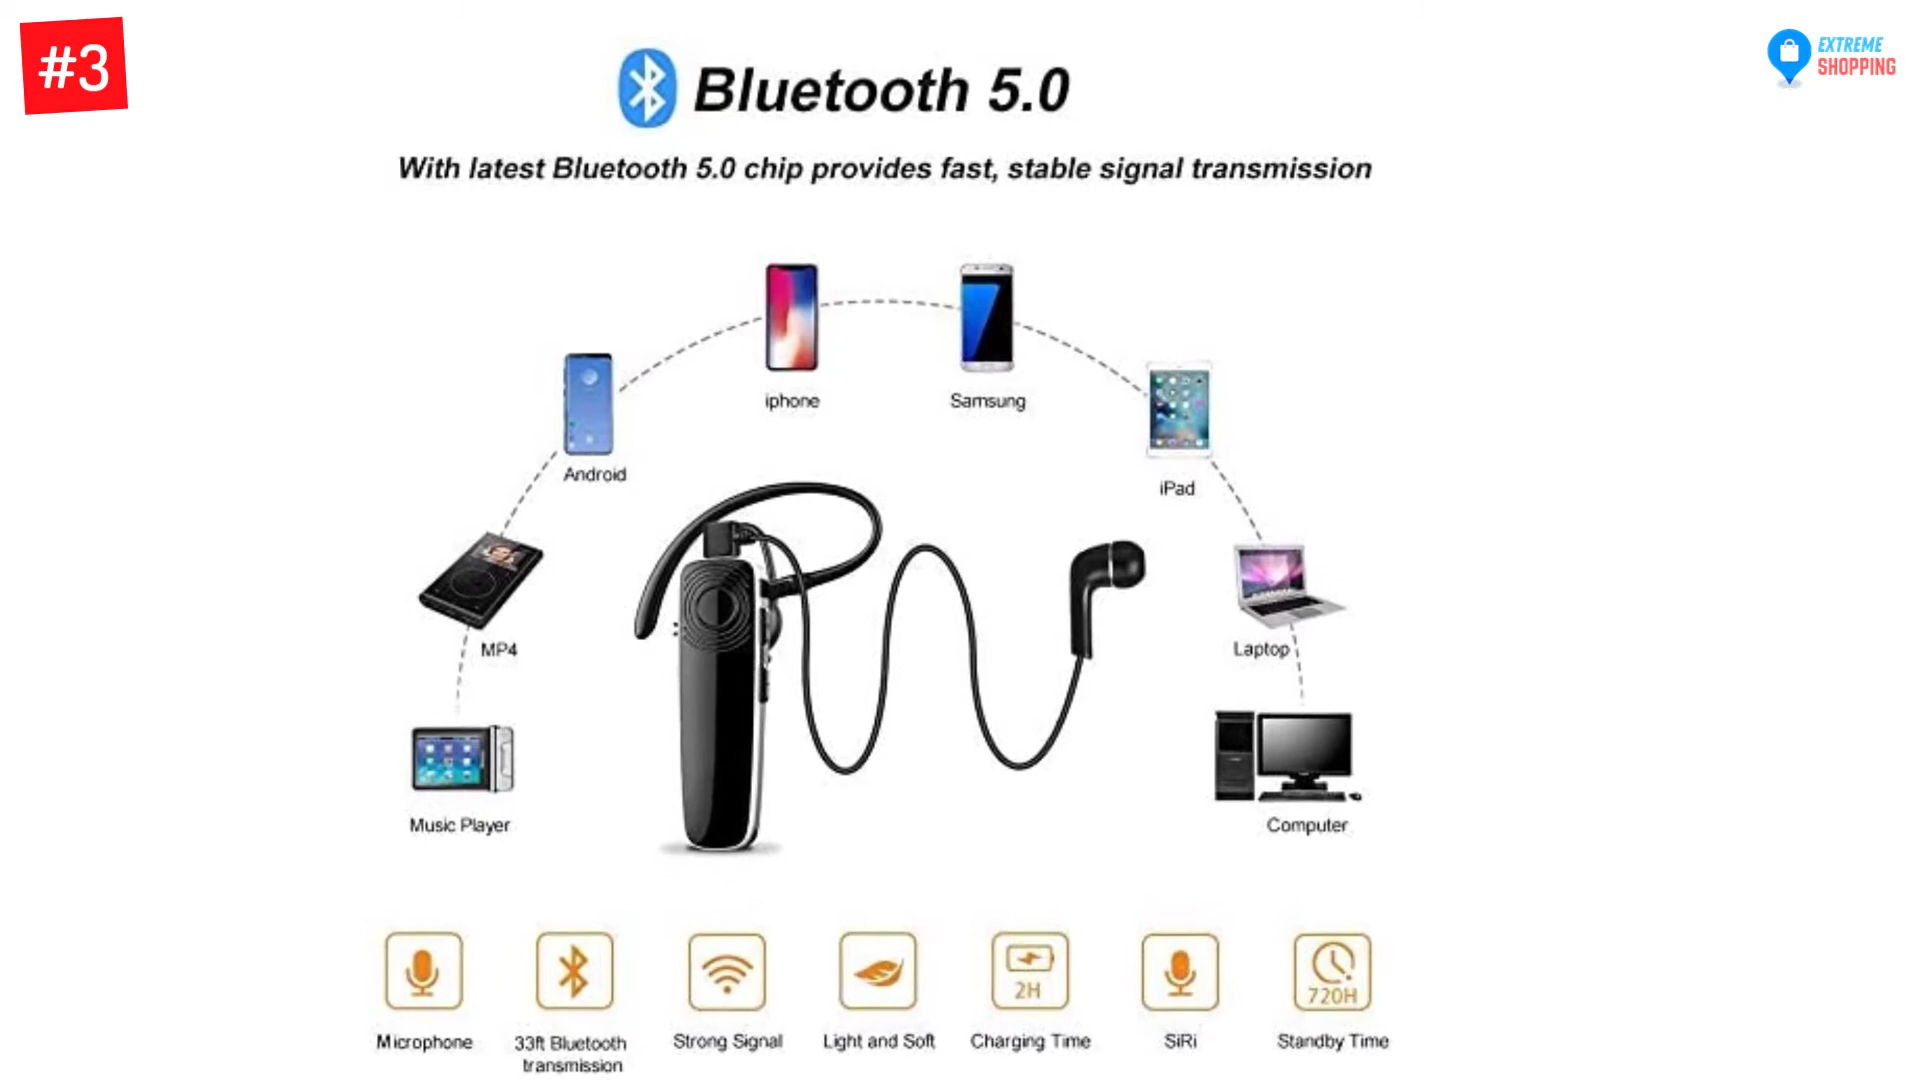 #3
EXTREME
SHOPPING
Bluetooth 5.0
With latest Bluetooth 5.0 chip provides fast, stable signal transmission
iphone
Samsung
Android
iPad
MP4
Laptop
Music Player
Computer
2H
720H
Microphone
33ft Bluetooth
transmission
Strong Signal
Light and Soft
Charging Time
SiRi
Standby Time